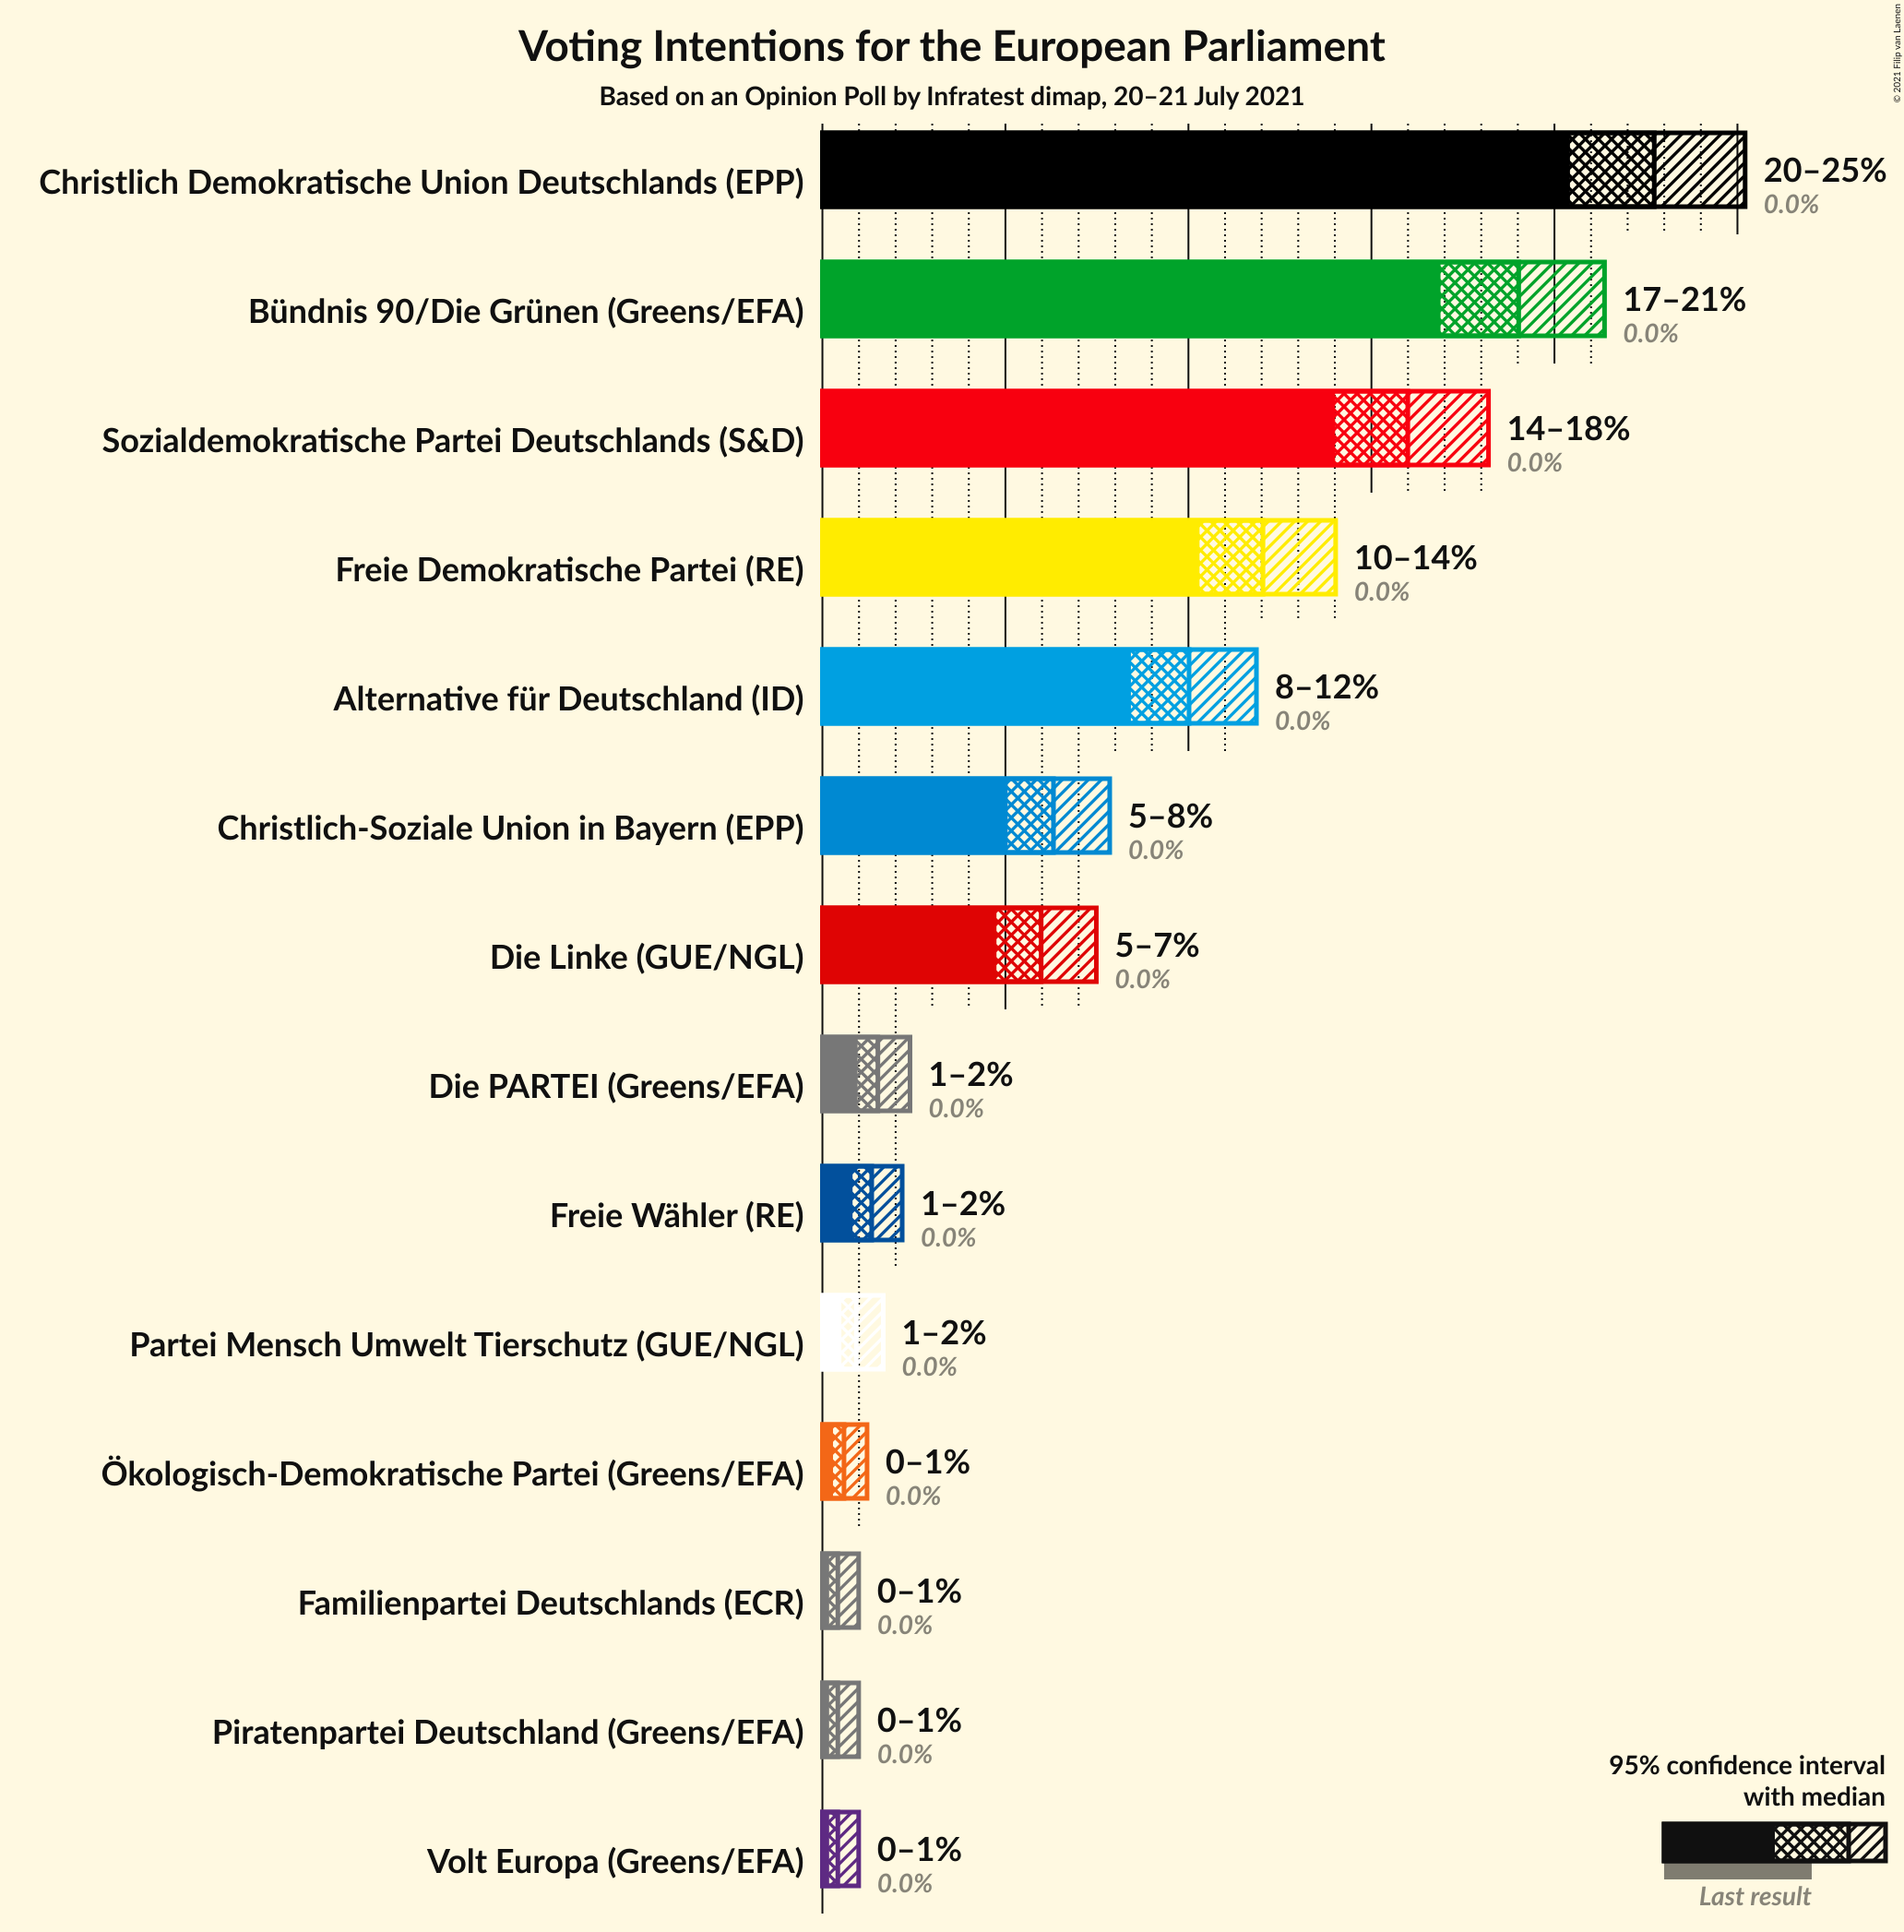 Voting Intentions for the European Parliament
Based on an Opinion Poll by Infratest dimap, 20–21 July 2021
© 2021 Filip van Laenen
Christlich Demokratische Union Deutschlands (EPP)
20–25%
0.0%
Bündnis 90/Die Grünen (Greens/EFA)
17–21%
0.0%
Sozialdemokratische Partei Deutschlands (S&D)
14–18%
0.0%
Freie Demokratische Partei (RE)
10–14%
0.0%
Alternative für Deutschland (ID)
8–12%
0.0%
Christlich-Soziale Union in Bayern (EPP)
5–8%
0.0%
Die Linke (GUE/NGL)
5–7%
0.0%
Die PARTEI (Greens/EFA)
1–2%
0.0%
Freie Wähler (RE)
1–2%
0.0%
Partei Mensch Umwelt Tierschutz (GUE/NGL)
1–2%
0.0%
Ökologisch-Demokratische Partei (Greens/EFA)
0–1%
0.0%
Familienpartei Deutschlands (ECR)
0–1%
0.0%
Piratenpartei Deutschland (Greens/EFA)
0–1%
0.0%
Volt Europa (Greens/EFA)
0–1%
0.0%
95% confidence interval
with median
Last result